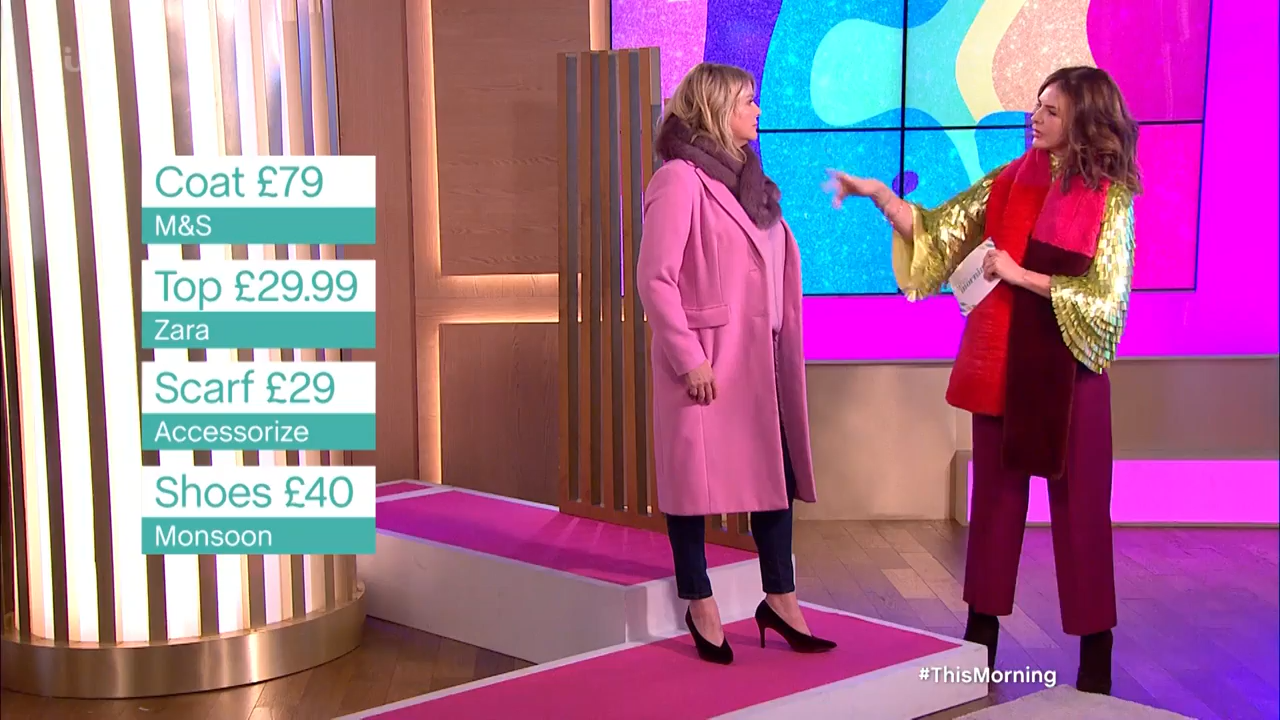 Coat £79
M&S
Top £29.99
Zara
Scarf £29
Accessorize
Shoes £40
Monsoon
#ThisMorning